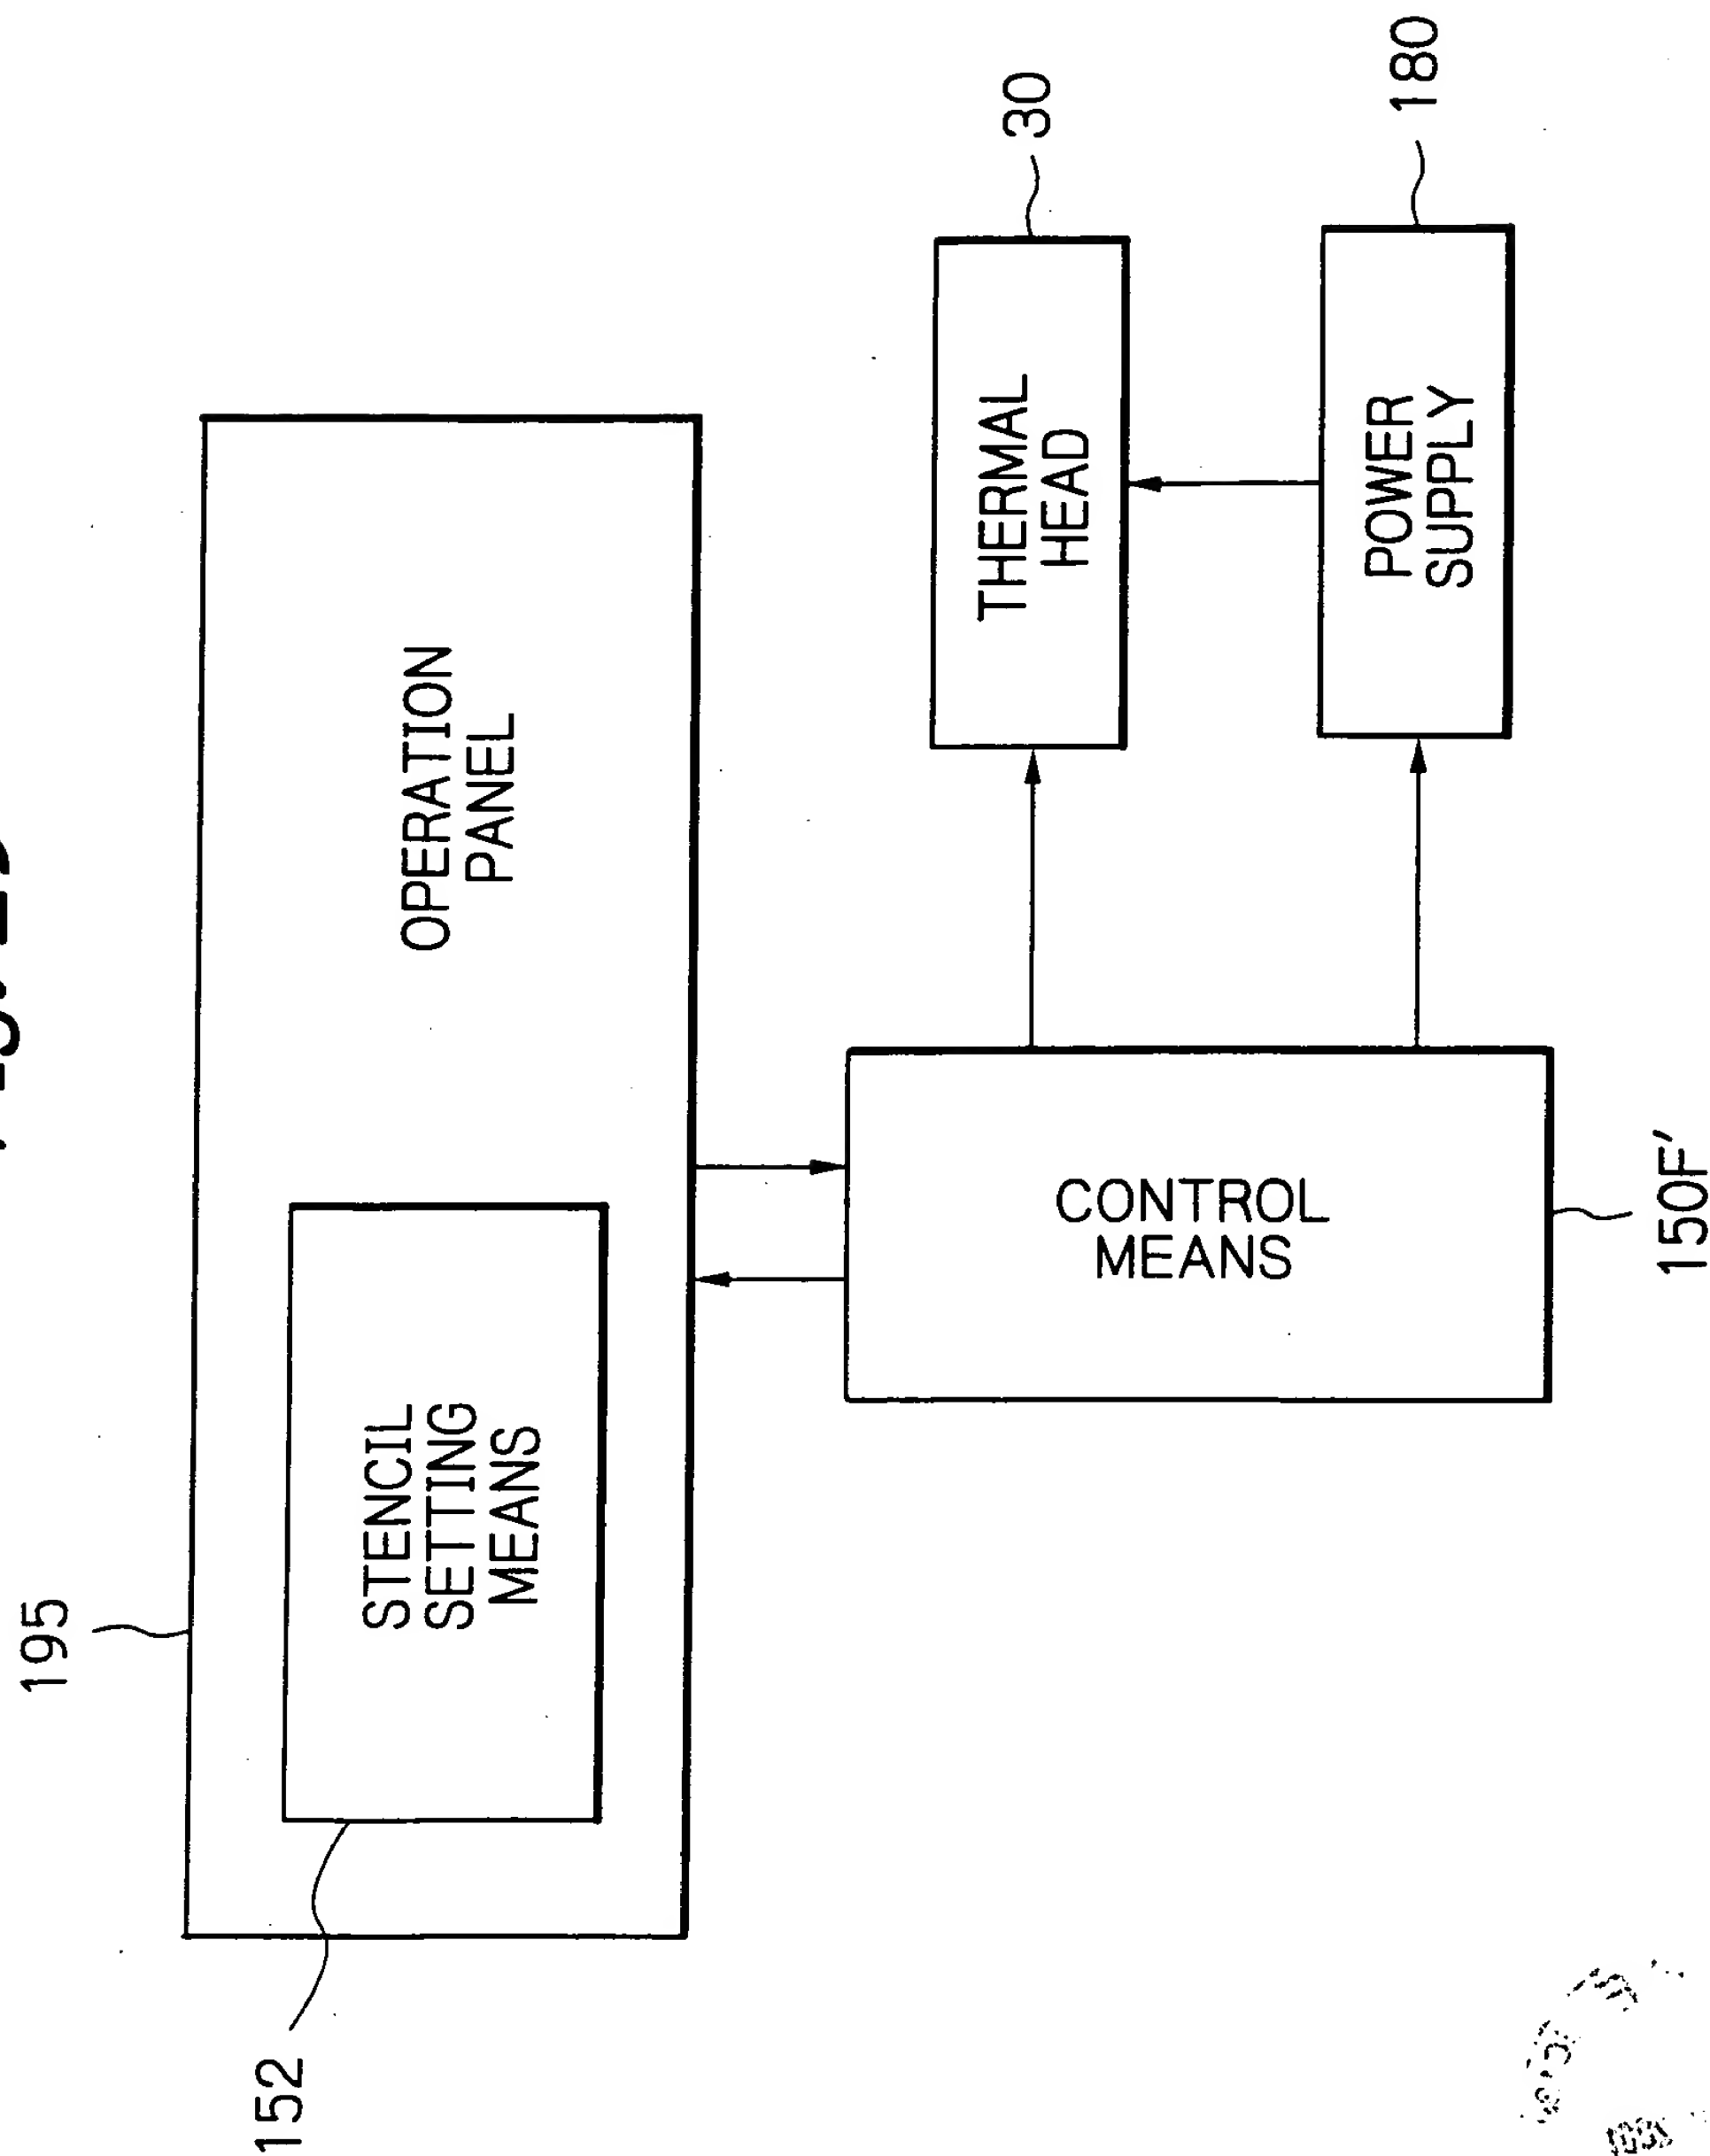 195
152
STENCIL
SETTING
MEANS
OPERATION
PANEL
CONTROL
MEANS
150F'
THERMAL
HEAD
30
POWER
SUPPLY
180